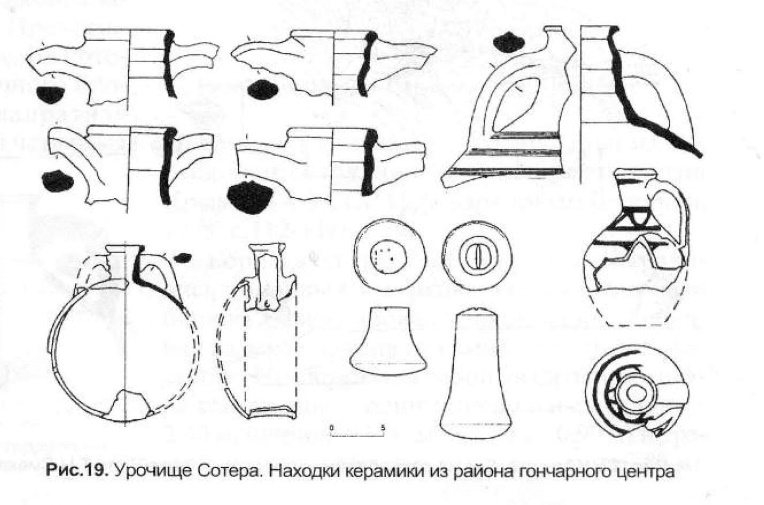 0 5
Рис.19. Урочище Сотера. Находки керамики из района гончарного центра